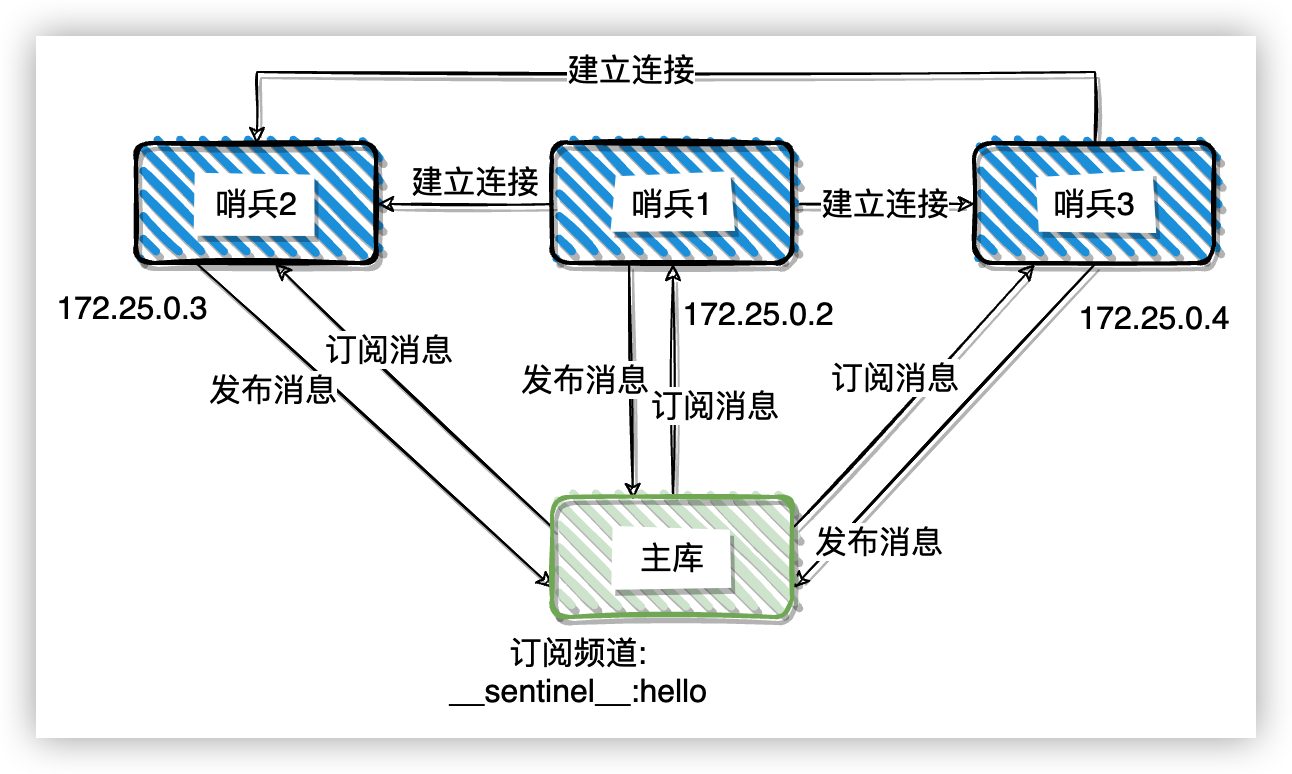 建立连接
哨兵2
建立连接
哨兵1
建立连接
哨兵3
172.25.0.3
172.25.0.2
172.25.0.4
订阅消息
发布消息
发布消息
订阅消息
订阅消息
发布消息
主库
订阅频道:
__sentinel__:hello